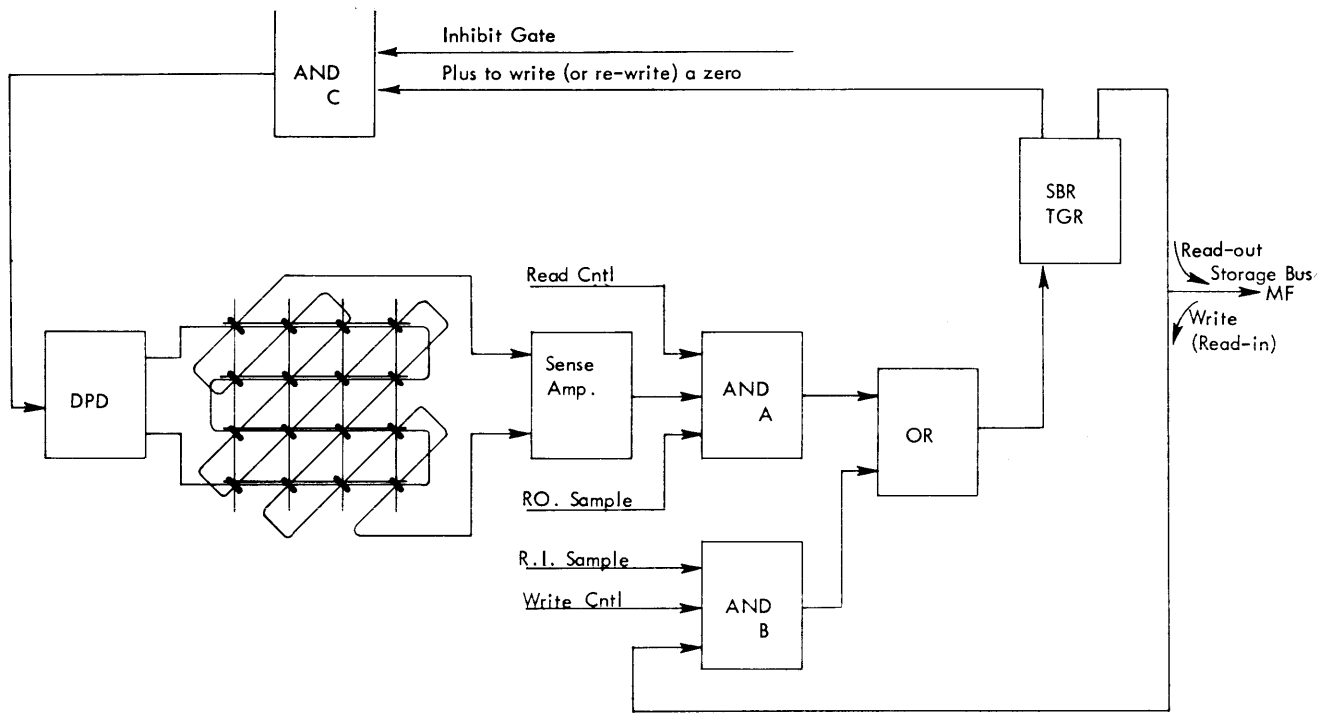 Inhibit Gate
Plus to write (or re-write) a zero
AND
C
SBR
TGR
Read-out
Storage Bus
MF
Write
(Read-in)
Read Cntl
DPD
Sense
Amp.
AND
A
OR
RO. Sample
R.I. Sample
Write Cntl
AND
B